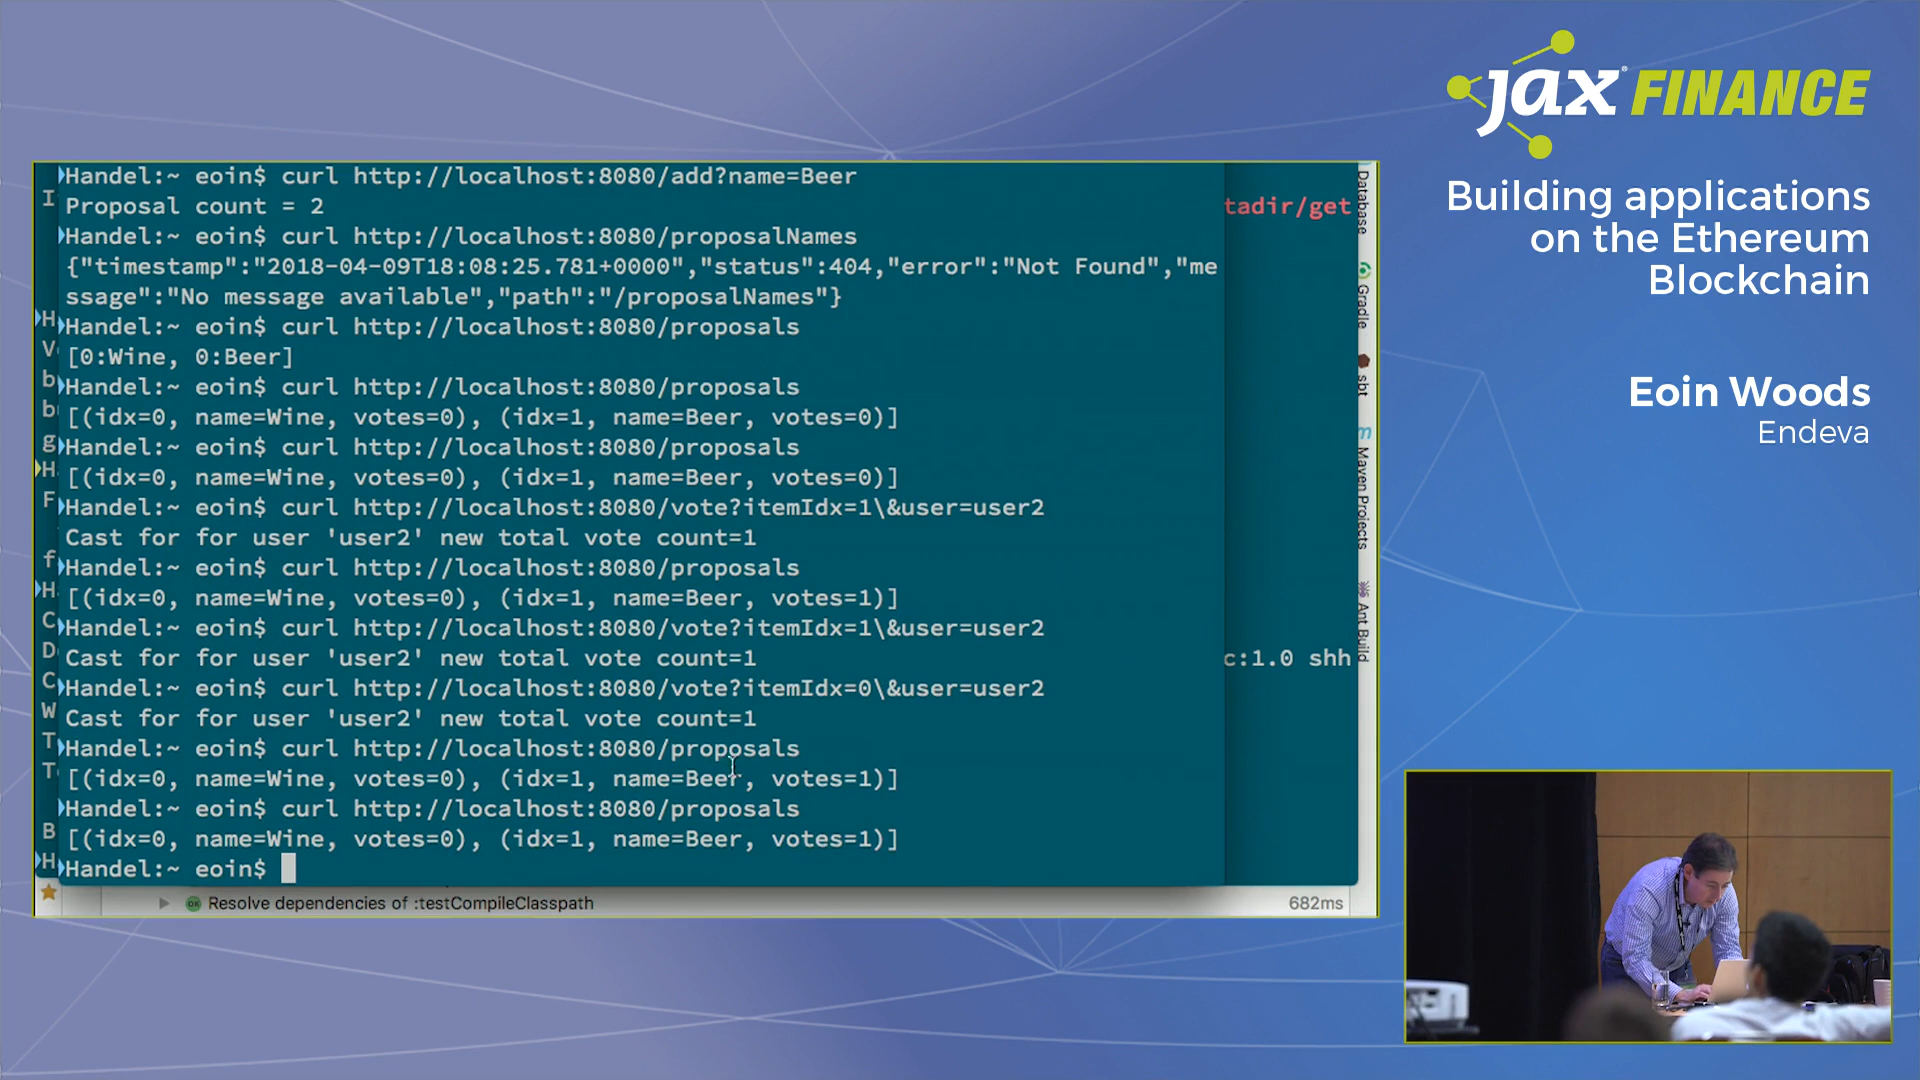 Handel:~ eoin$ curl http://localhost:8080/add?name=Beer
Proposal count = 2
Handel:~ eoin$ curl http://localhost:8080/proposalNames
{"timestamp":"2018-04-09T18:08:25.781+0000","status":404,"error":"Not Found","me
ssage":"No message available","path":"/proposalNames"}
Handel:~ eoin$ curl http://localhost:8080/proposals
[0:Wine, 0:Beer]
Handel:~ eoin$ curl http://localhost:8080/proposals
[(idx=0, name=Wine, votes=0), (idx=1, name=Beer, votes=0)]
Handel:~ eoin$ curl http://localhost:8080/proposals
[(idx=0, name=Wine, votes=0), (idx=1, name=Beer, votes=0)]
Handel:~ eoin$ curl http://localhost:8080/vote?itemIdx=1\&user=user2
Cast for for user 'user2' new total vote count=1
Handel:~ eoin$ curl http://localhost:8080/proposals
[(idx=0, name=Wine, votes=0), (idx=1, name=Beer, votes=1)]
Handel:~ eoin$ curl http://localhost:8080/vote?itemIdx=1\&user=user2
Cast for for user 'user2' new total vote count=1
Handel:~ eoin$ curl http://localhost:8080/vote?itemIdx=0\&user=user2
Cast for for user 'user2' new total vote count=1
Handel:~ eoin$ curl http://localhost:8080/proposals
[(idx=0, name=Wine, votes=0), (idx=1, name=Beer, votes=1)]
Handel:~ eoin$ curl http://localhost:8080/proposals
[(idx=0, name=Wine, votes=0), (idx=1, name=Beer, votes=1)]
Handel:~ eoin$
I
H
V
b
b
g
H
F
f
H
C
D
C
W
T
T
B
H
tadir/get
c:1.0 shh
Database
Gradle
sbt
m
Maven Projects
Ant Build
Resolve dependencies of :testCompileClasspath
682ms
JAX® FINANCE
Building applications
on the Ethereum
Blockchain
Eoin Woods
Endeva